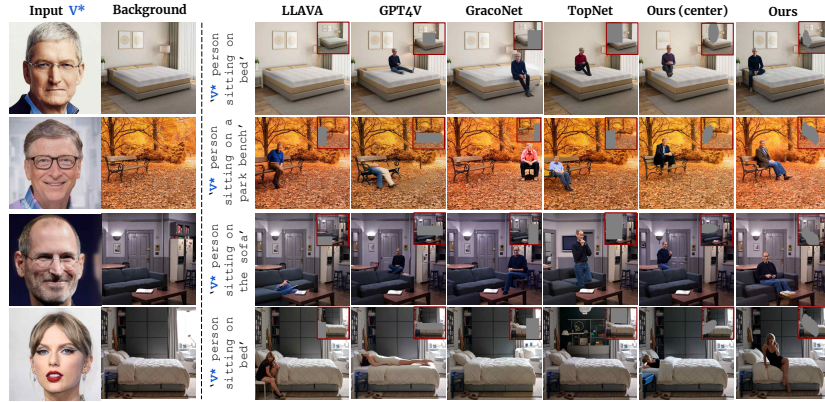 Input V* Background LLAVA GPT4V GracoNet TopNet Ours (center) Ours
'V* person
sitting on
bed'
'V* person
sitting on a
park bench'
'V* person
sitting on
the sofa'
'V* person
sitting on
bed'